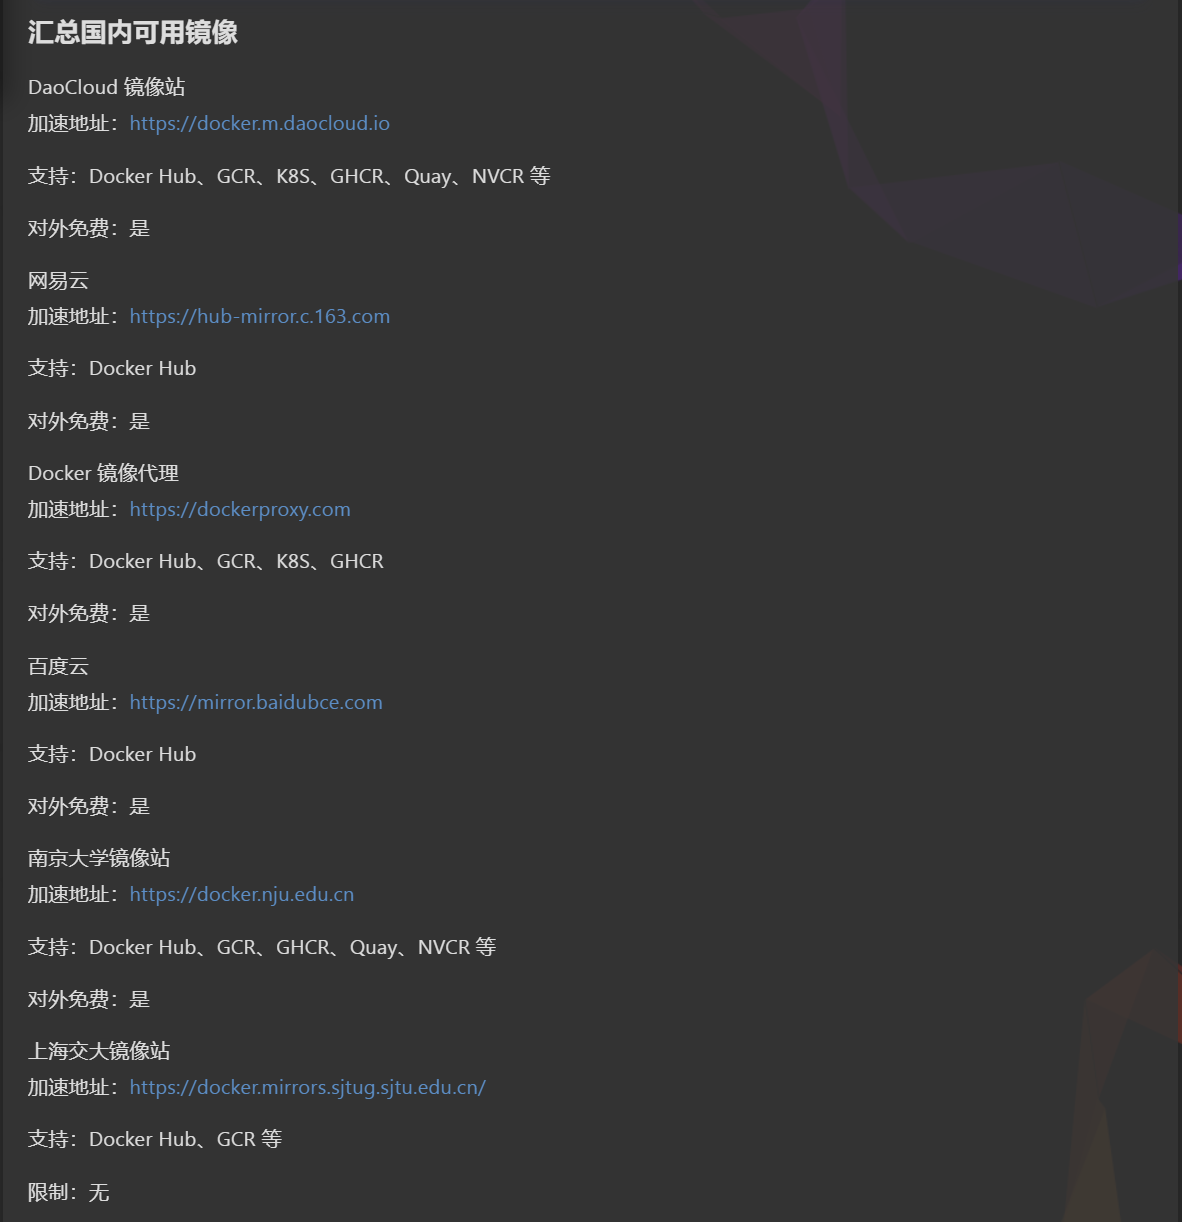 汇总国内可用镜像
DaoCloud 镜像站
加速地址：https://docker.m.daocloud.io
支持：Docker Hub、GCR、K8S、GHCR、Quay、NVCR 等
对外免费：是
网易云
加速地址：https://hub-mirror.c.163.com
支持：Docker Hub
对外免费：是
Docker 镜像代理
加速地址：https://dockerproxy.com
支持：Docker Hub、GCR、K8S、GHCR
对外免费：是
百度云
加速地址：https://mirror.baidubce.com
支持：Docker Hub
对外免费：是
南京大学镜像站
加速地址：https://docker.nju.edu.cn
支持：Docker Hub、GCR、GHCR、Quay、NVCR 等
对外免费：是
上海交大镜像站
加速地址：https://docker.mirrors.sjtug.sjtu.edu.cn/
支持：Docker Hub、GCR 等
限制：无